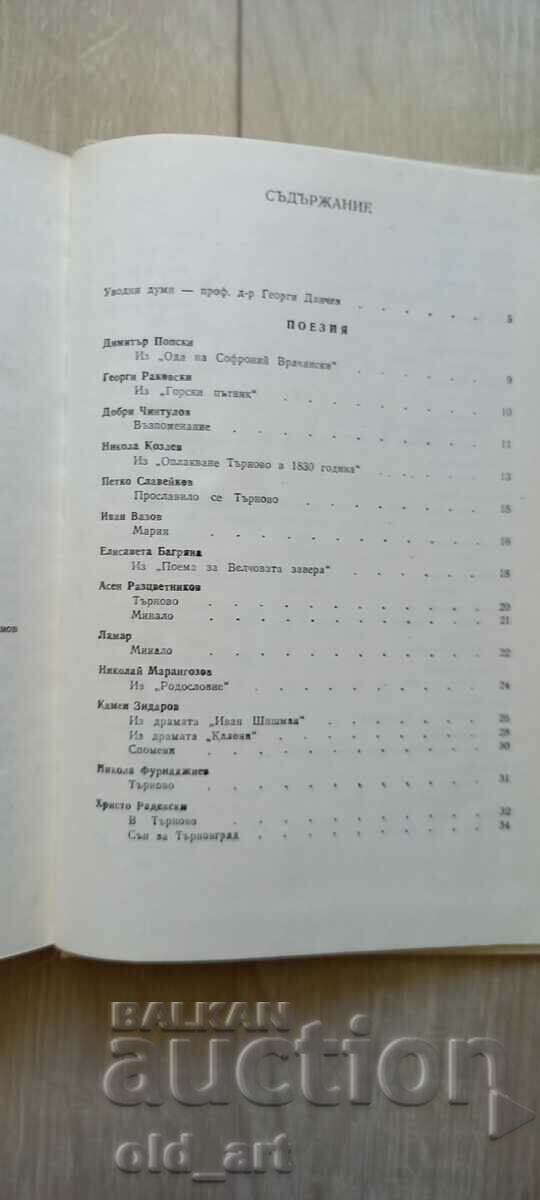 СЪДЪРЖАНИЕ
Уводни думи — проф. д-р Георги Данчев 5
ПОЕЗИЯ
Димитър Попски
Из „Ода на Софроний Врачански“ 9
Георги Раковски
Из „Горски пътник“ 10
Добри Чинтулов
Възпоменание 11
Никола Козлев
Из „Оплакване Търново в 1830 година“ 13
Петко Славейков
Прославило се Търново 15
Иван Вазов
Мария 16
Елисавета Багряна
Из „Поема за Велчовата завера“ 18
Асен Разцветников
Търново 20
Минало 21
Ламар
Минало 22
Николай Марангозов
Из „Родословие“ 24
Камен Зидаров
Из драмата „Иван Шишман“ 26
Из драмата „Калоян“ 28
Спомени 30
Никола Фурнаджиев
Търново 31
Христо Радевски
В Търново 32
Сън за Търновград 34
мов
BALKAN
auction
old_art